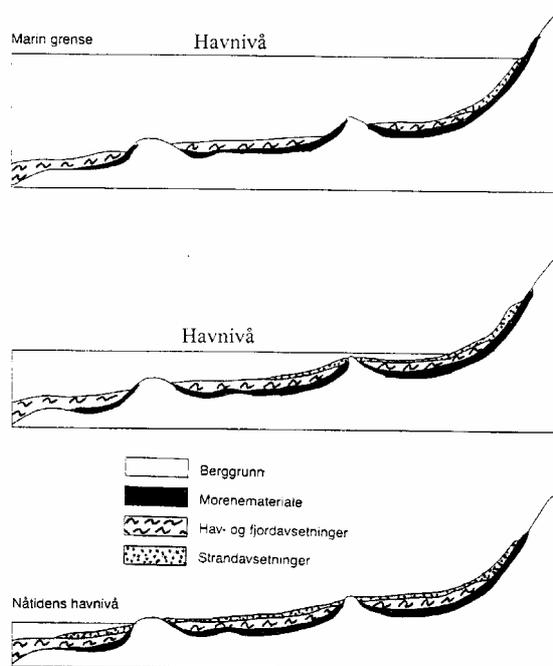 Marin grense
Havnivå
Havnivå
Berggrunn
Morenemateriale
Hav- og fjordavsetninger
Strandavsetninger
Nåtidens havnivå